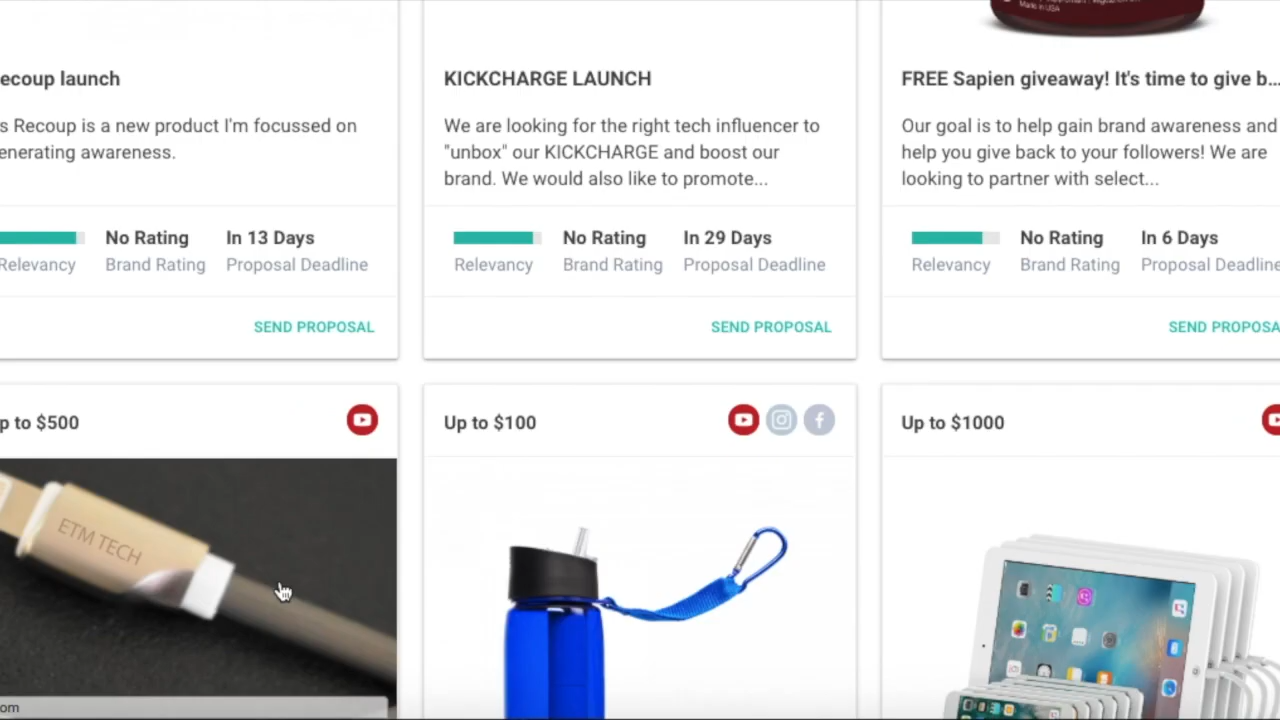 Made in USA
ecoup launch
s Recoup is a new product I'm focussed on
enerating awareness.
No Rating
In 13 Days
Relevancy
Brand Rating
Proposal Deadline
SEND PROPOSAL
KICKCHARGE LAUNCH
We are looking for the right tech influencer to
"unbox" our KICKCHARGE and boost our
brand. We would also like to promote...
No Rating
In 29 Days
Relevancy
Brand Rating
Proposal Deadline
SEND PROPOSAL
FREE Sapien giveaway! It's time to give b...
Our goal is to help gain brand awareness and
help you give back to your followers! We are
looking to partner with select...
No Rating
In 6 Days
Relevancy
Brand Rating
Proposal Deadline
SEND PROPOSA
p to $500
ETM TECH
om
Up to $100
Up to $1000